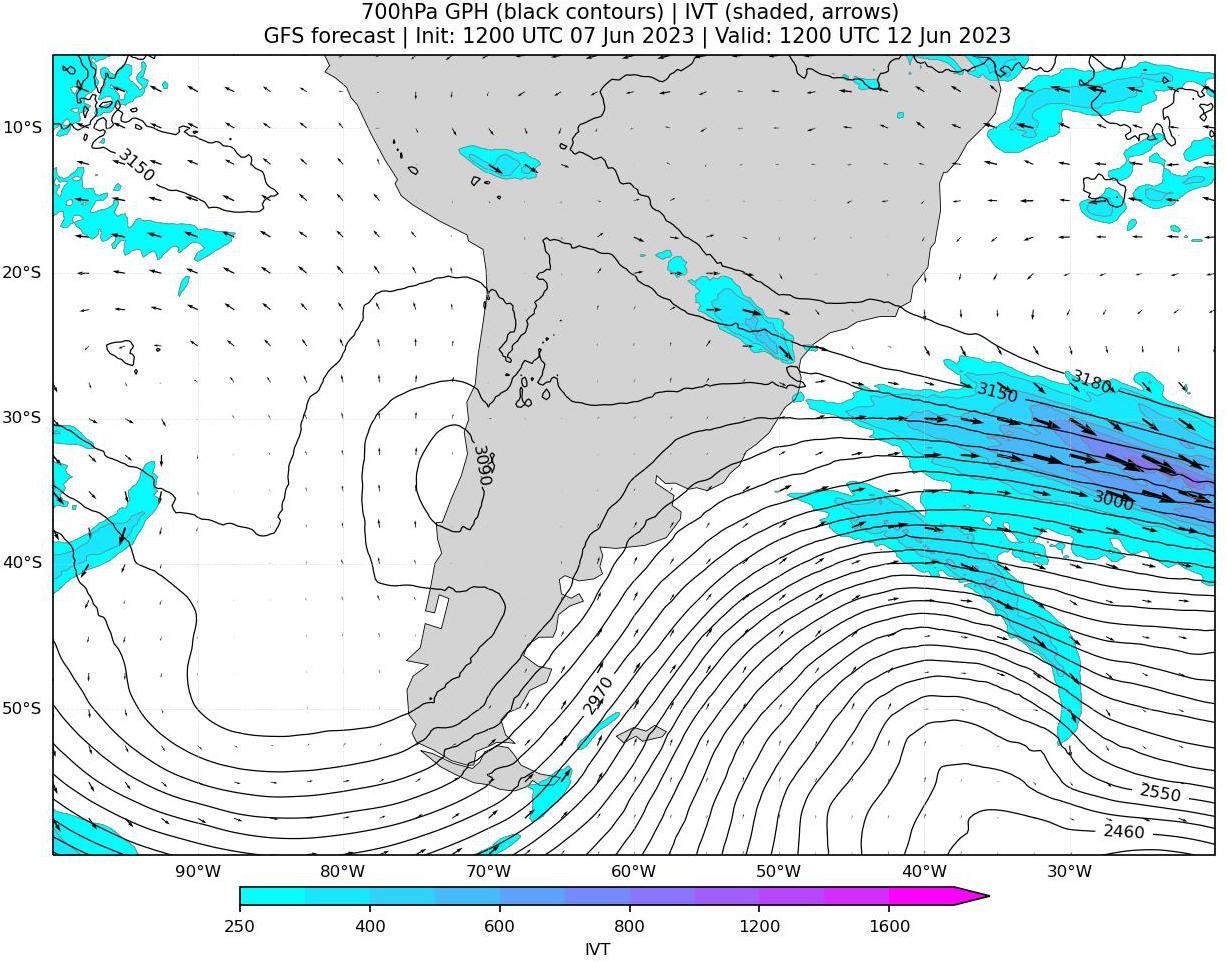 700hPa GPH (black contours) | IVT (shaded, arrows)
GFS forecast | Init: 1200 UTC 07 Jun 2023 | Valid: 1200 UTC 12 Jun 2023
10°S
3150
20°S
3180
3150
30°S
3090
3000
40°S
2970
50°S
2550
2460
90°W 80°W 70°W 60°W 50°W 40°W 30°W
250 400 600 800 1200 1600
IVT